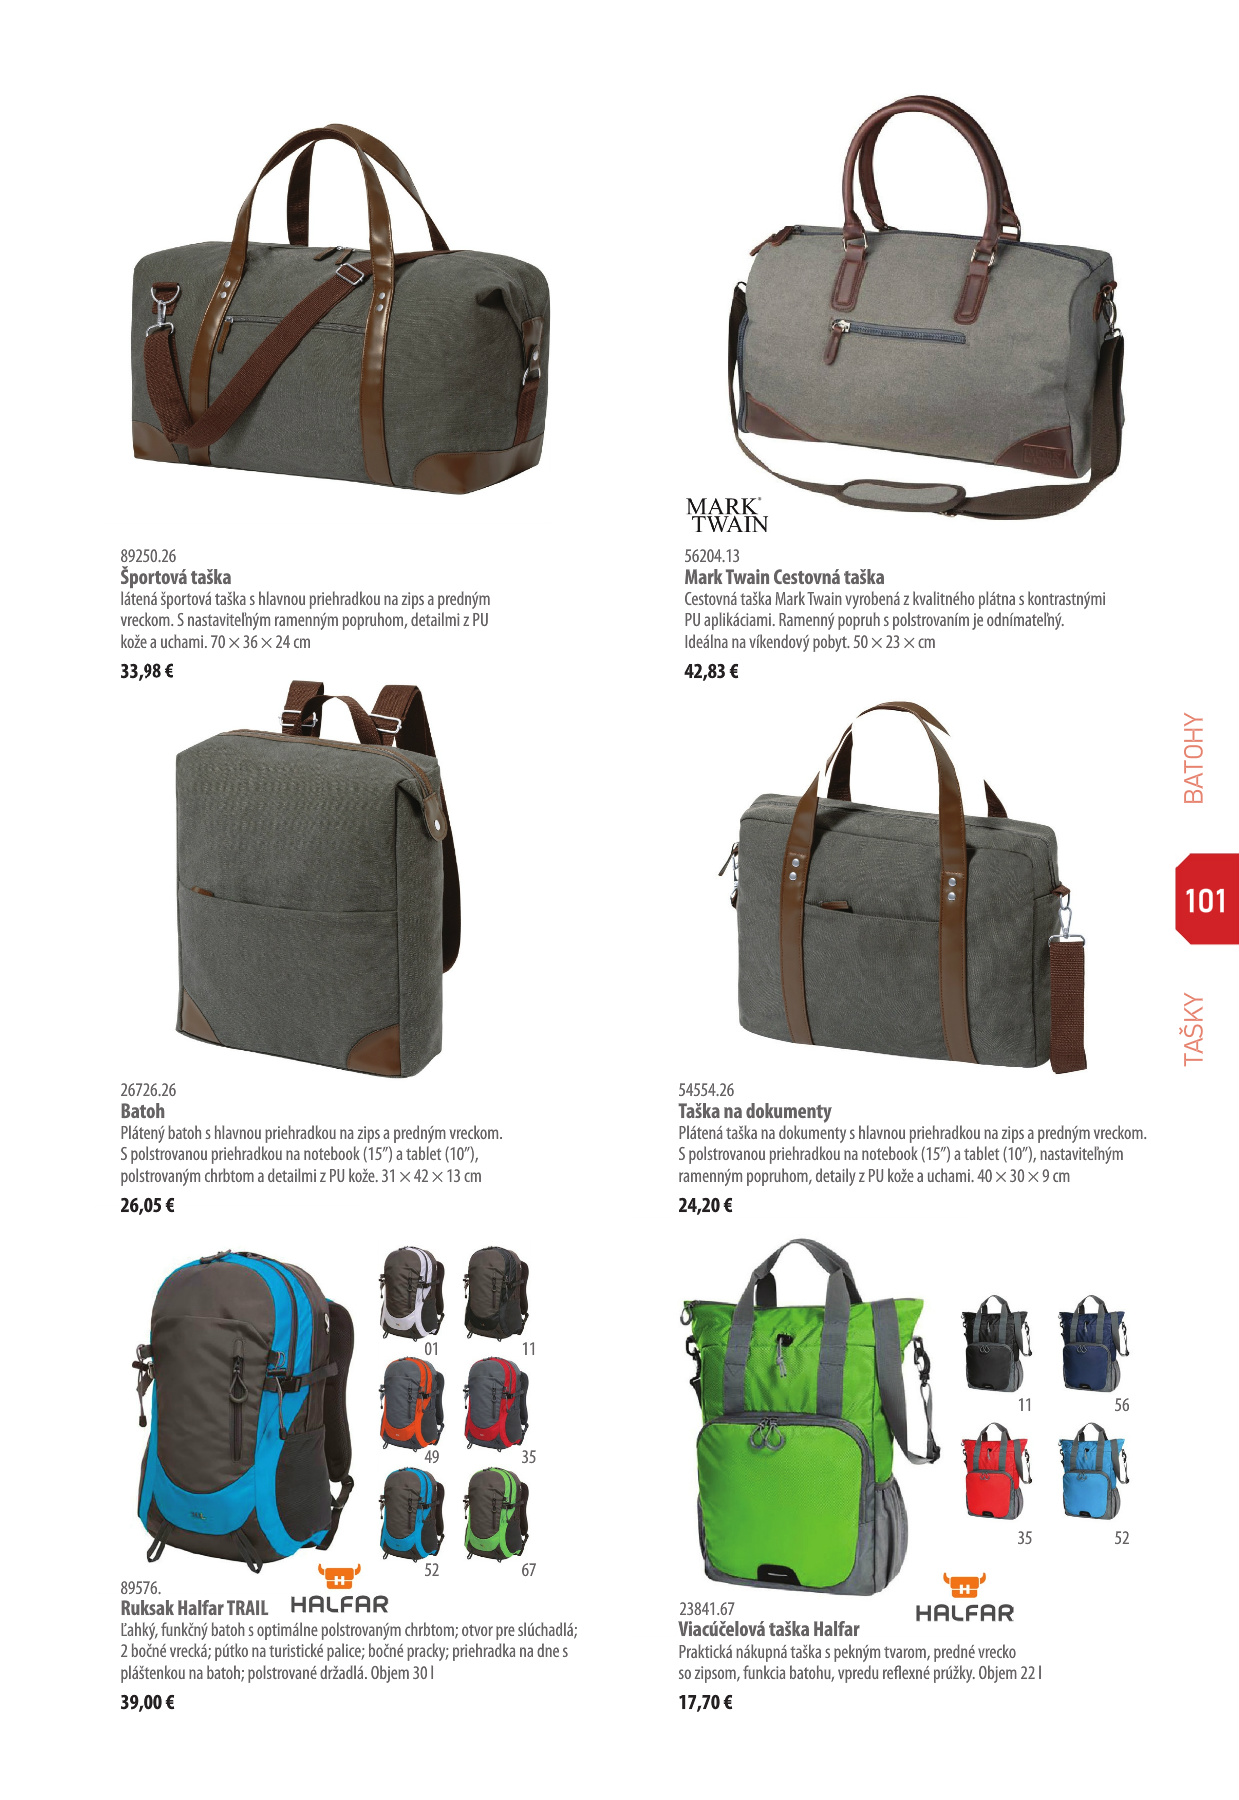 MARK
TWAIN
89250.26
Športová taška
látená športová taška s hlavnou priehradkou na zips a predným
vreckom. S nastaviteľným ramenným popruhom, detailmi z PU
kože a uchami. 70 × 36 × 24 cm
33,98 €
56204.13
Mark Twain Cestovná taška
Cestovná taška Mark Twain vyrobená z kvalitného plátna s kontrastnými
PU aplikáciami. Ramenný popruh s polstrovaním je odnímateľný.
Ideálna na víkendový pobyt. 50 × 23 × cm
42,83 €
BATOHY
101
TAŠKY
26726.26
Batoh
Plátený batoh s hlavnou priehradkou na zips a predným vreckom.
S polstrovanou priehradkou na notebook (15”) a tablet (10”),
polstrovaným chrbtom a detailmi z PU kože. 31 × 42 × 13 cm
26,05 €
54554.26
Taška na dokumenty
Plátená taška na dokumenty s hlavnou priehradkou na zips a predným vreckom.
S polstrovanou priehradkou na notebook (15”) a tablet (10”), nastaviteľným
ramenným popruhom, detaily z PU kože a uchami. 40 × 30 × 9 cm
24,20 €
01 11
49 35
52 67
89576.
Ruksak Halfar TRAIL
HALFAR
Ľahký, funkčný batoh s optimálne polstrovaným chrbtom; otvor pre slúchadlá;
2 bočné vrecká; pútko na turistické palice; bočné pracky; priehradka na dne s
pláštenkou na batoh; polstrované držadlá. Objem 30 l
39,00 €
11 56
35 52
23841.67
HALFAR
Viacúčelová taška Halfar
Praktická nákupná taška s pekným tvarom, predné vrecko
so zipsom, funkcia batohu, vpredu reflexné prúžky. Objem 22 l
17,70 €